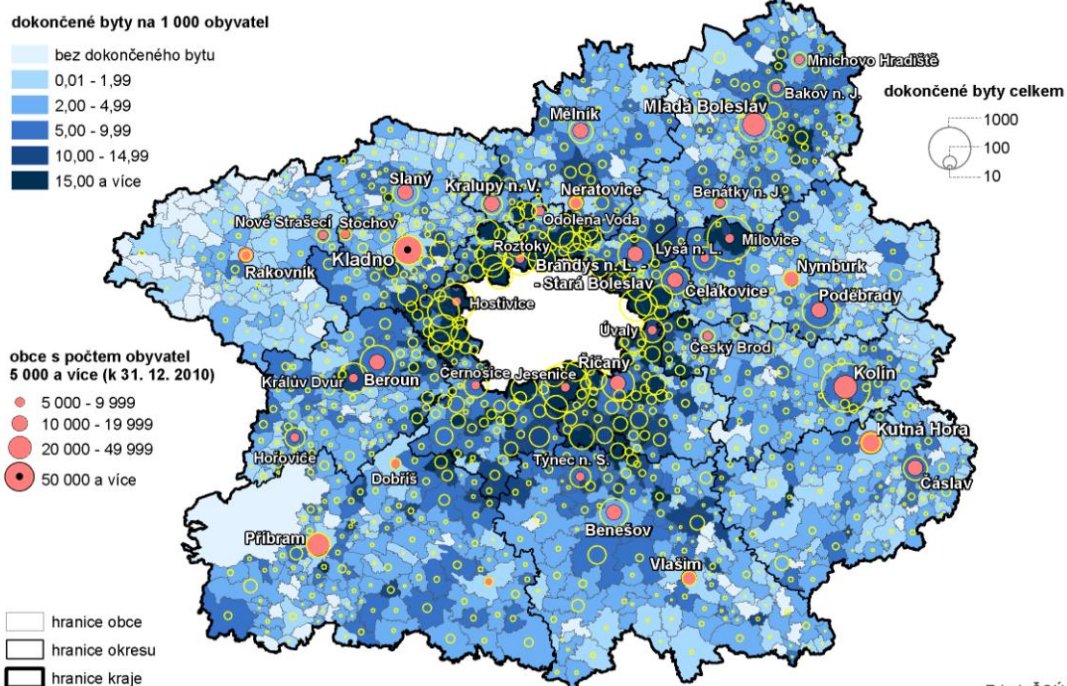 dokončené byty na 1 000 obyvatel
bez dokončeného bytu
0,01 - 1,99
2,00 - 4,99
5,00 - 9,99
10,00 - 14,99
15,00 a více
dokončené byty celkem
1000
100
10
Mnichovo Hradiště
Bakov n. J.
Mladá Boleslav
Mělník
Slaný
Kralupy n. V.
Neratovice
Benátky n. J.
Nové Strašecí
Stochov
Odolena Voda
Roztoky
Lysá n. L.
Milovice
Kladno
Rakovník
Brandýs n. L. -
- Stará Boleslav
Čelákovice
Nymburk
Hostivice
Poděbrady
Úvaly
Český Brod
obce s počtem obyvatel
5 000 a více (k 31. 12. 2010)
5 000 - 9 999
10 000 - 19 999
20 000 - 49 999
50 000 a více
Králův Dvůr
Beroun
Černošice
Jesenice
Říčany
Kolín
Kutná Hora
Hořovice
Dobříš
Týnec n. S.
Čáslav
Příbram
Benešov
Vlašim
hranice obce
hranice okresu
hranice kraje